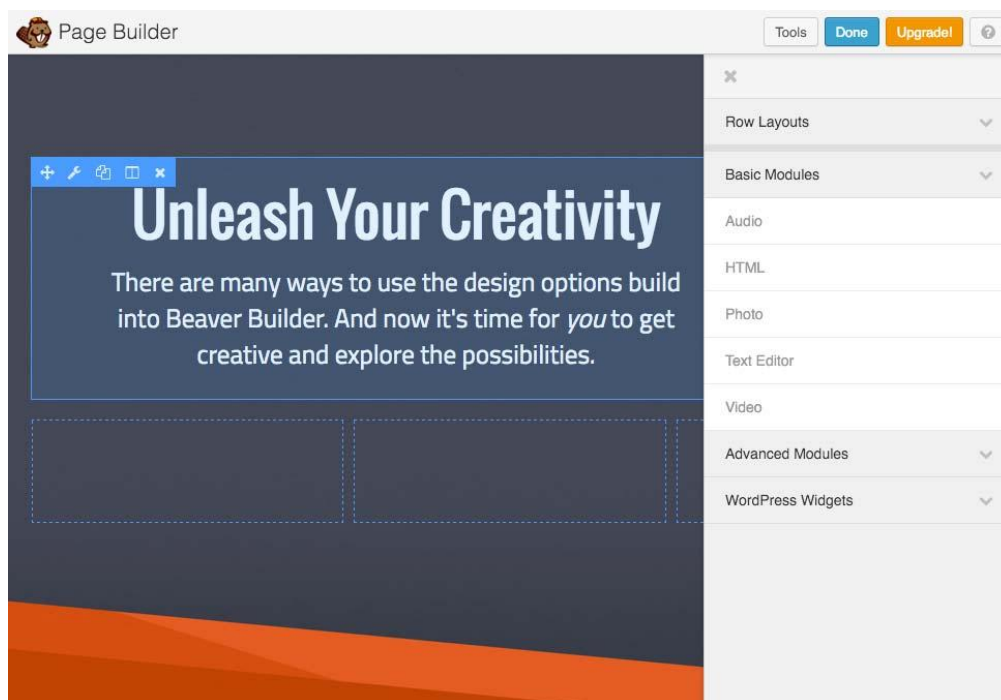 Page Builder
Tools
Done
Upgrade!
Row Layouts
Basic Modules
Audio
HTML
Photo
Text Editor
Video
Advanced Modules
WordPress Widgets
Unleash Your Creativity
There are many ways to use the design options build
into Beaver Builder. And now it's time for you to get
creative and explore the possibilities.